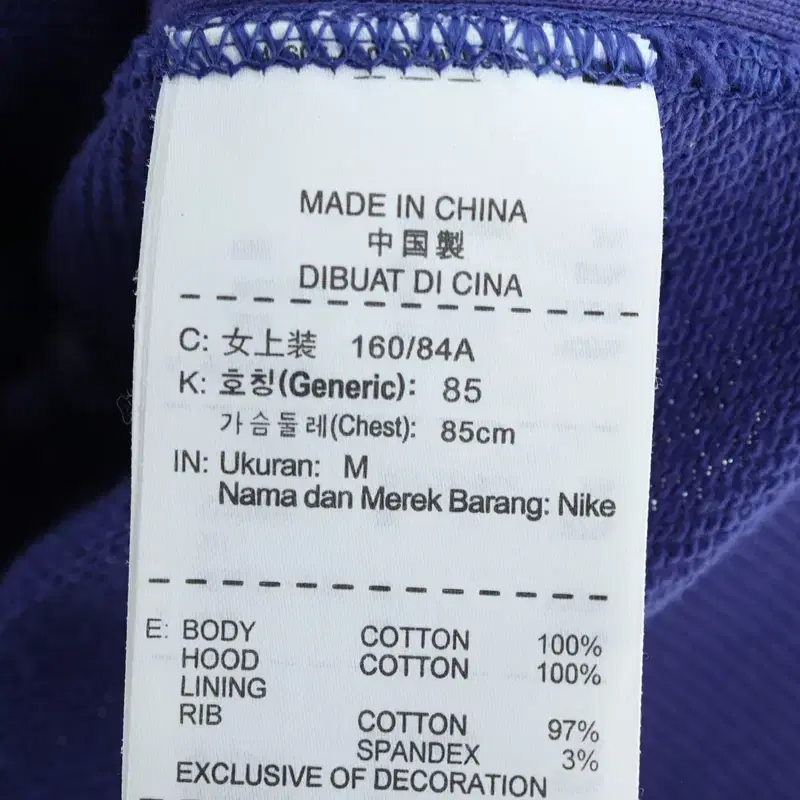 MADE IN CHINA
中国製
DIBUAT DI CINA
C: 女上装 160/84A
K: 호칭(Generic): 85
가슴둘레(Chest): 85cm
IN: Ukuran: M
Nama dan Merek Barang: Nike
E: BODY COTTON 100%
HOOD COTTON 100%
LINING
RIB COTTON 97%
SPANDEX 3%
EXCLUSIVE OF DECORATION